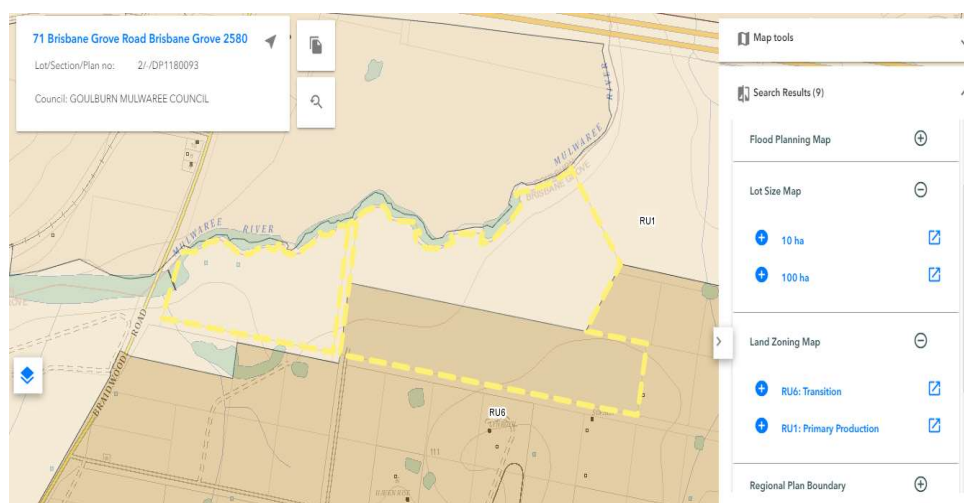 71 Brisbane Grove Road Brisbane Grove 2580
Lot/Section/Plan no: 2/-/DP1180093
Council: GOULBURN MULWAREE COUNCIL
Map tools
Search Results (9)
Flood Planning Map
Lot Size Map
10 ha
100 ha
Land Zoning Map
RU6: Transition
RU1: Primary Production
Regional Plan Boundary
MULWAREE
BRISBANE GROVE
RU1
MULWAREE RIVER
BRAIDWOOD ROAD
RU6
111